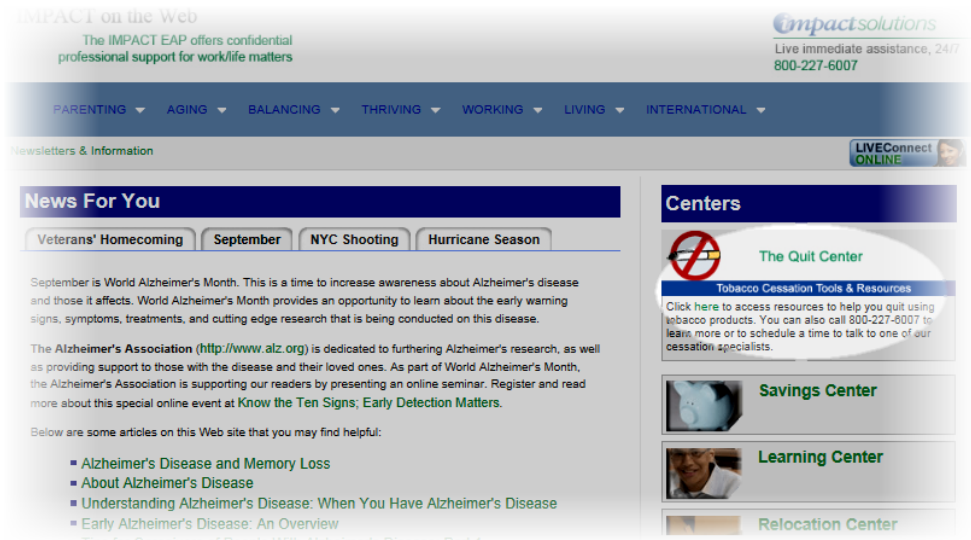 IMPACT on the Web
The IMPACT EAP offers confidential
professional support for work/life matters
impactsolutions
Live immediate assistance, 24/7
800-227-6007
PARENTING AGING BALANCING THRIVING WORKING LIVING INTERNATIONAL
Newsletters & Information
LIVEConnect
ONLINE
News For You
Veterans' Homecoming September NYC Shooting Hurricane Season
September is World Alzheimer's Month. This is a time to increase awareness about Alzheimer's disease
and those it affects. World Alzheimer's Month provides an opportunity to learn about the early warning
signs, symptoms, treatments, and cutting edge research that is being conducted on this disease.
The Alzheimer's Association (http://www.alz.org) is dedicated to furthering Alzheimer's research, as well
as providing support to those with the disease and their loved ones. As part of World Alzheimer's Month,
the Alzheimer's Association is supporting our readers by presenting an online seminar. Register and read
more about this special online event at Know the Ten Signs; Early Detection Matters.
Below are some articles on this Web site that you may find helpful:
Alzheimer's Disease and Memory Loss
About Alzheimer's Disease
Understanding Alzheimer's Disease: When You Have Alzheimer's Disease
Early Alzheimer's Disease: An Overview
Centers
The Quit Center
Tobacco Cessation Tools & Resources
Click here to access resources to help you quit using
tobacco products. You can also call 800-227-6007 to
learn more or to schedule a time to talk to one of our
cessation specialists.
Savings Center
Learning Center
Relocation Center